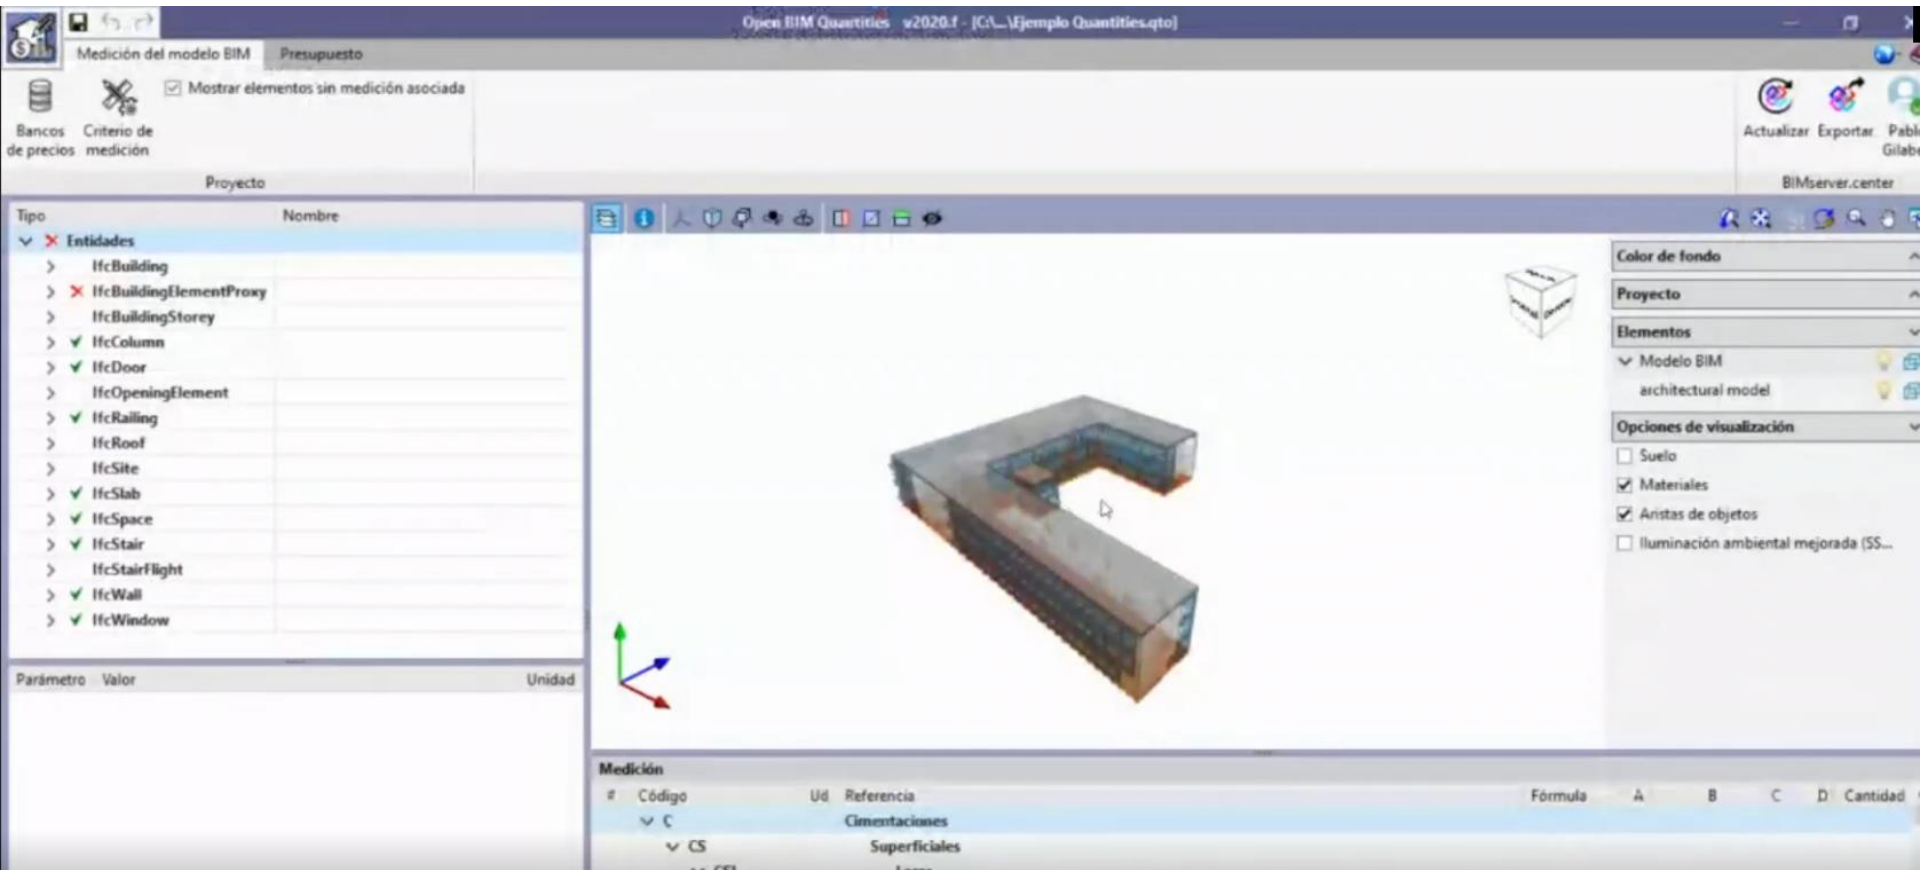 Open BIM Quantities v2020.f - [C:\...\Ejemplo Quantities.qto]
Medición del modelo BIM Presupuesto
Mostrar elementos sin medición asociada
Bancos de precios
Criterio de medición
Proyecto
Actualizar Exportar
BIMserver.center
Tipo Nombre
Entidades
IfcBuilding
IfcBuildingElementProxy
IfcBuildingStorey
IfcColumn
IfcDoor
IfcOpeningElement
IfcRailing
IfcRoof
IfcSite
IfcSlab
IfcSpace
IfcStair
IfcStairFlight
IfcWall
IfcWindow
Parámetro Valor Unidad
Color de fondo
Proyecto
Elementos
Modelo BIM
architectural model
Opciones de visualización
Suelo
Materiales
Aristas de objetos
Iluminación ambiental mejorada (SS...
Medición
# Código Ud Referencia Fórmula A B C D Cantidad
C Cimentaciones
CS Superficiales